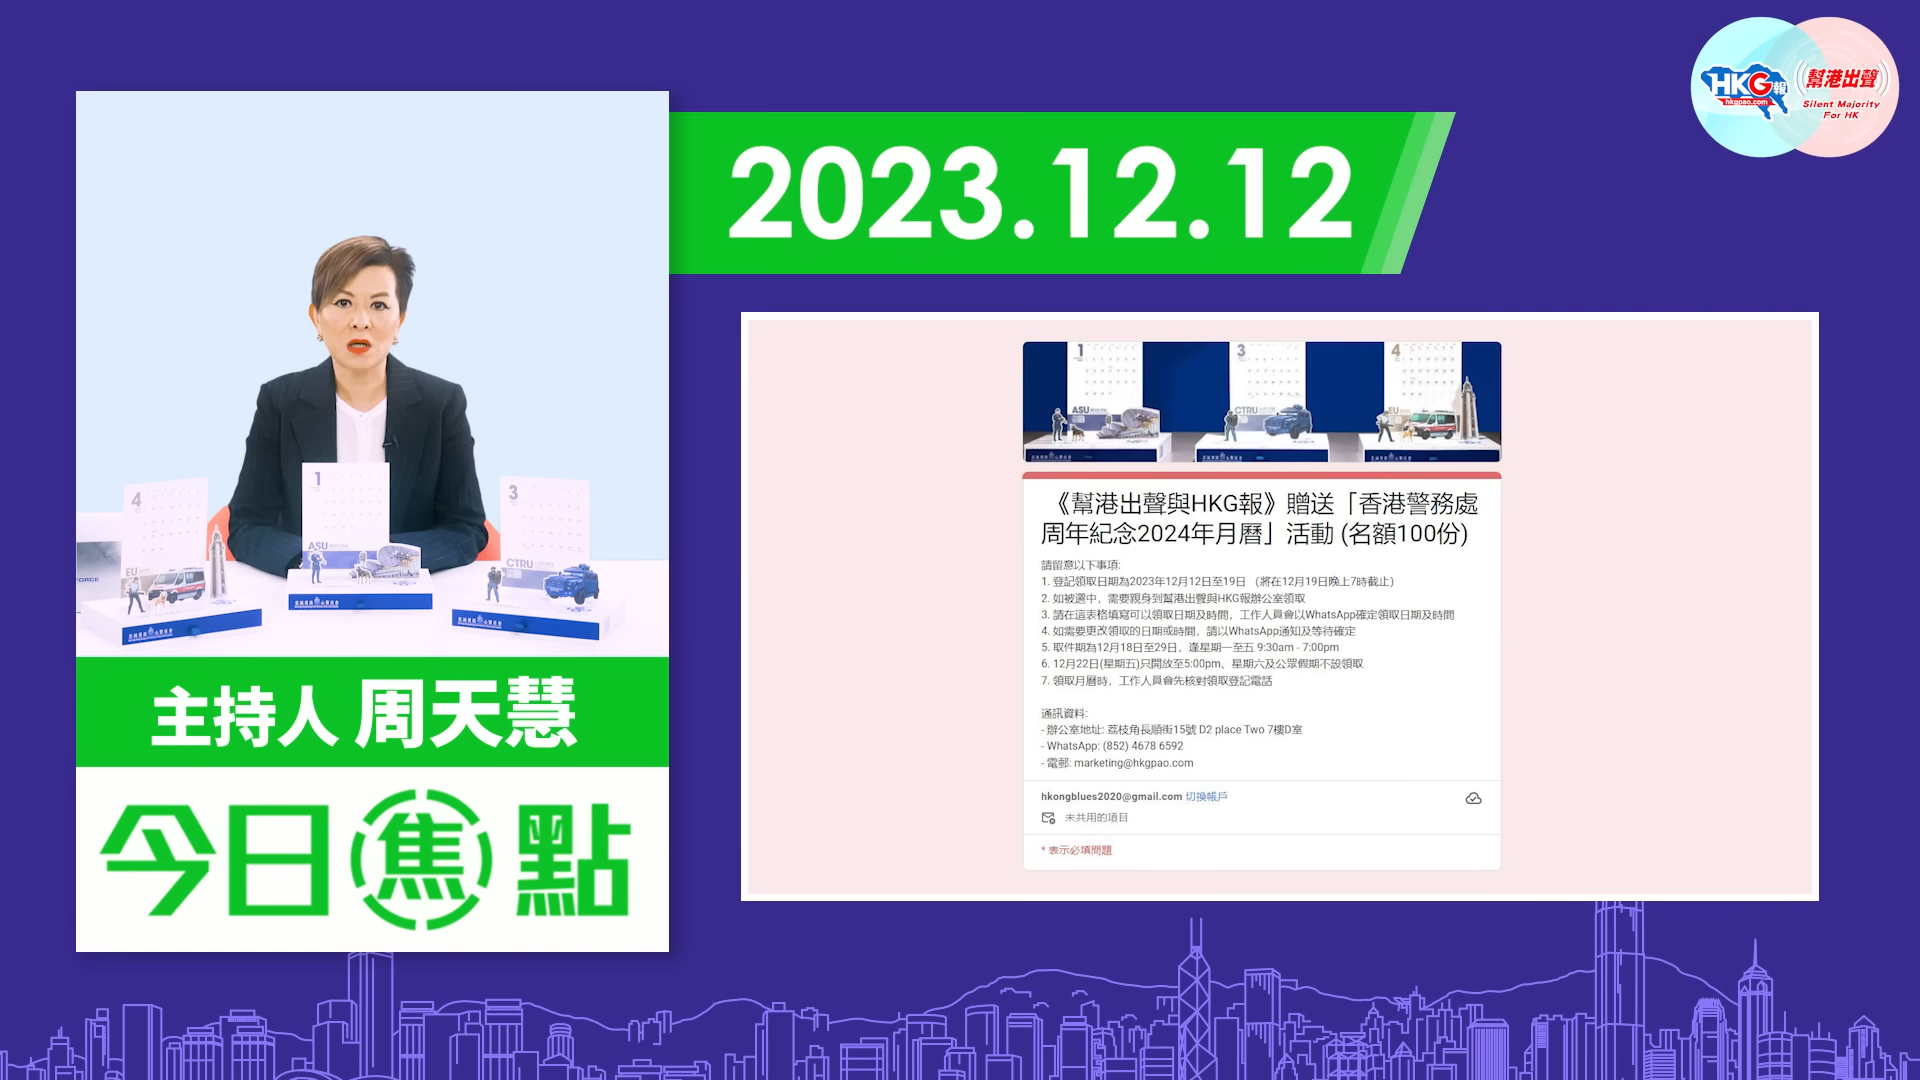 HKG報
hkgpao.com
幫港出聲
Silent Majority
For HK
2023.12.12
1
3
4
ASU
CTRU
EU
《幫港出聲與HKG報》贈送「香港警務處
周年紀念2024年月曆」活動 (名額100份)
請留意以下事項:
1. 登記領取日期為2023年12月12日至19日 （將在12月19日晚上7時截止）
2. 如被選中，需要親身到幫港出聲與HKG報辦公室領取
3. 請在這表格填寫可以領取日期及時間，工作人員會以WhatsApp確定領取日期及時間
4. 如需要更改領取的日期或時間，請以WhatsApp通知及等待確定
5. 取件期為12月18日至29日，逢星期一至五 9:30am - 7:00pm
6. 12月22日(星期五)只開放至5:00pm、星期六及公眾假期不設領取
7. 領取月曆時，工作人員會先核對領取登記電話
通訊資料:
- 辦公室地址: 荔枝角長順街15號 D2 place Two 7樓D室
- WhatsApp: (852) 4678 6592
- 電郵: marketing@hkgpao.com
hkongblues2020@gmail.com 切換帳戶
未共用的項目
* 表示必填問題
4
1
3
EU
ASU
CTRU
主持人 周天慧
今日焦點